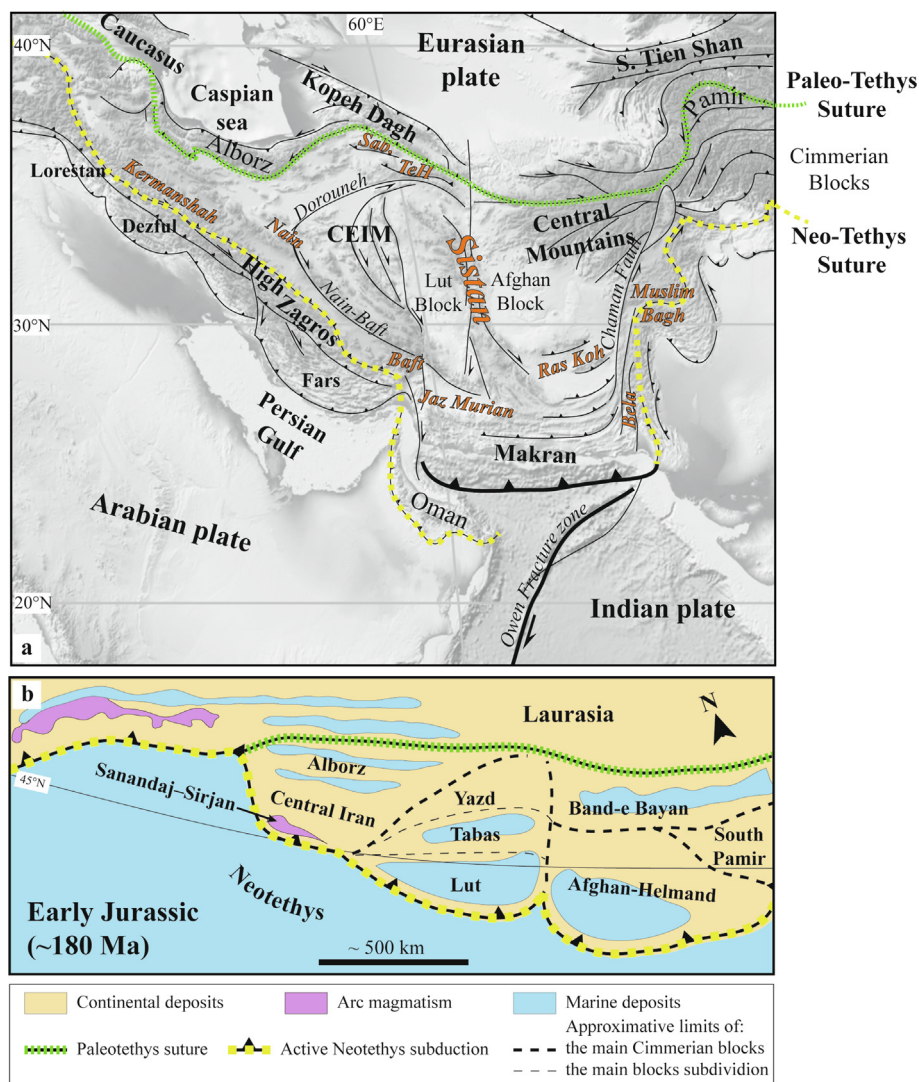 60°E
40°N
Caucasus
Eurasian
plate
S. Tien Shan
Caspian
sea
Kopeh Dagh
Pamir
Paleo-Tethys
Suture
Alborz
Sab.
TeH
Cimmerian
Blocks
Lorestan
Kermanshah
Dorouneh
Central
Mountains
Neo-Tethys
Suture
Dezful
Nain
CEIM
Sistan
Lut
Block
Afghan
Block
Chaman Fault
High
Zagros
Nain-Baft
Muslim
Bagh
30°N
Baft
Ras Koh
Fars
Jaz Murian
Bela
Persian
Gulf
Makran
Oman
Arabian plate
Owen Fracture zone
20°N
Indian plate
a
b
N
Laurasia
45°N
Sanandaj–Sirjan
Alborz
Central Iran
Yazd
Band-e Bayan
Tabas
South
Pamir
Neotethys
Lut
Afghan-Helmand
Early Jurassic
(~180 Ma)
~ 500 km
Continental deposits
Arc magmatism
Marine deposits
Approximative limits of:
Paleotethys suture
Active Neotethys subduction
the main Cimmerian blocks
the main blocks subdividion